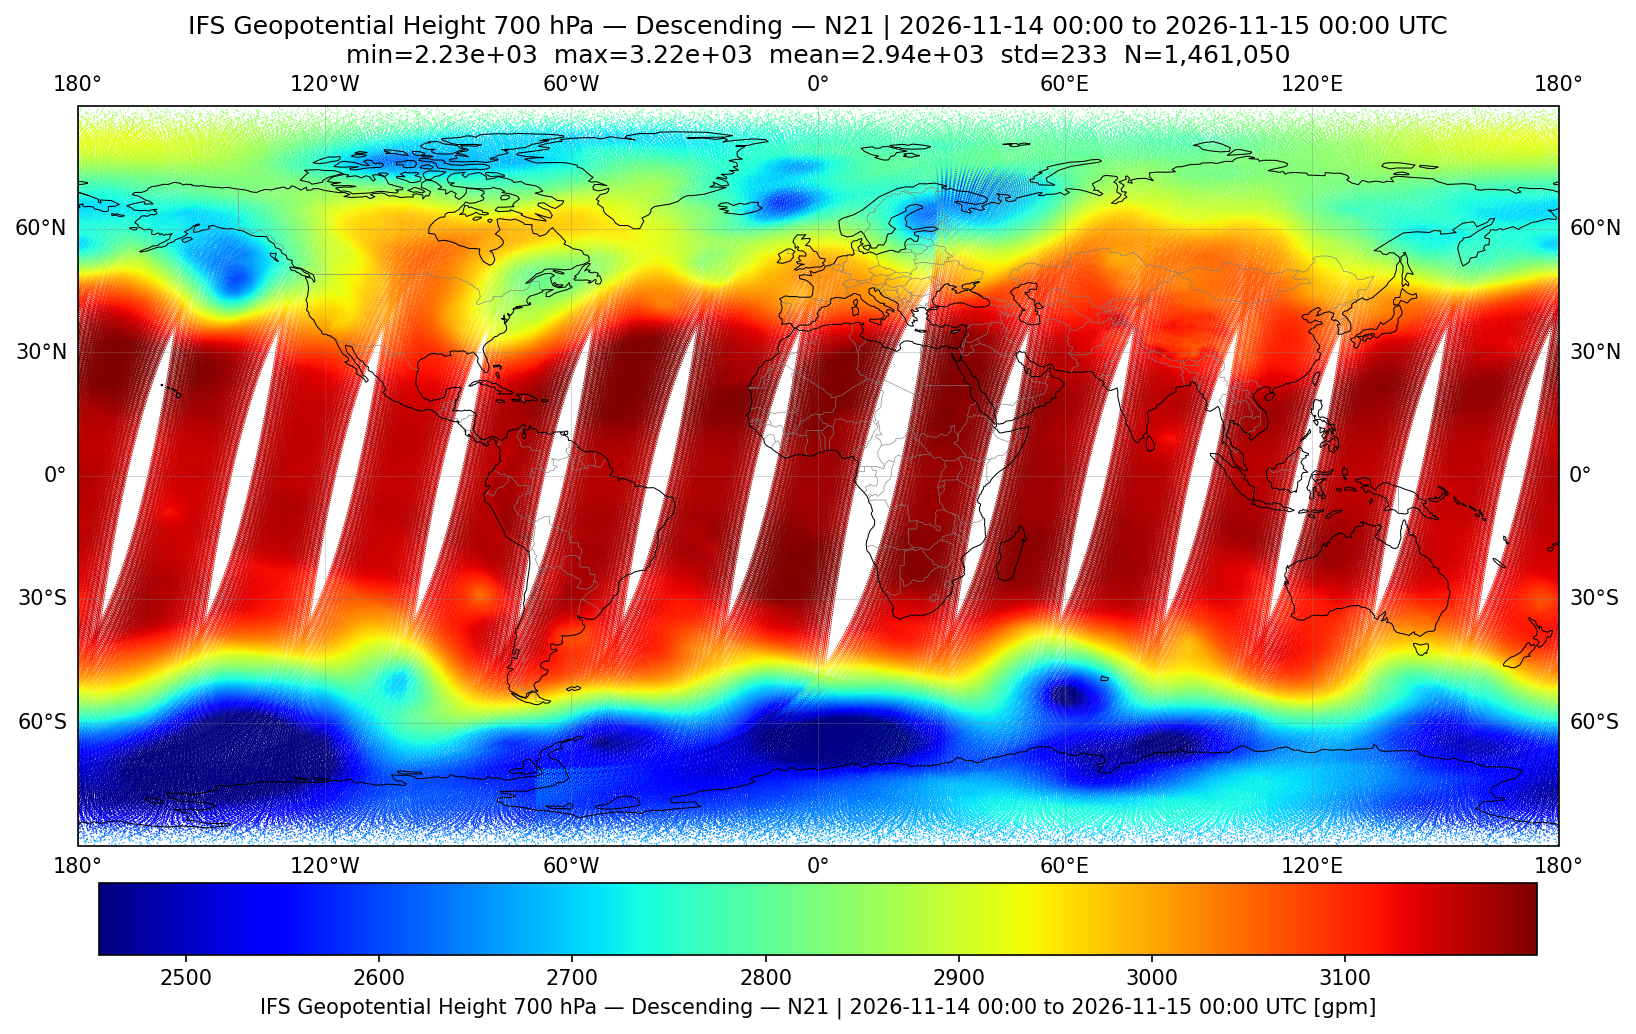 IFS Geopotential Height 700 hPa — Descending — N21 | 2026-11-14 00:00 to 2026-11-15 00:00 UTC
min=2.23e+03 max=3.22e+03 mean=2.94e+03 std=233 N=1,461,050
180° 120°W 60°W 0° 60°E 120°E 180°
60°N 60°N
30°N 30°N
0° 0°
30°S 30°S
60°S 60°S
180° 120°W 60°W 0° 60°E 120°E 180°
2500 2600 2700 2800 2900 3000 3100
IFS Geopotential Height 700 hPa — Descending — N21 | 2026-11-14 00:00 to 2026-11-15 00:00 UTC [gpm]